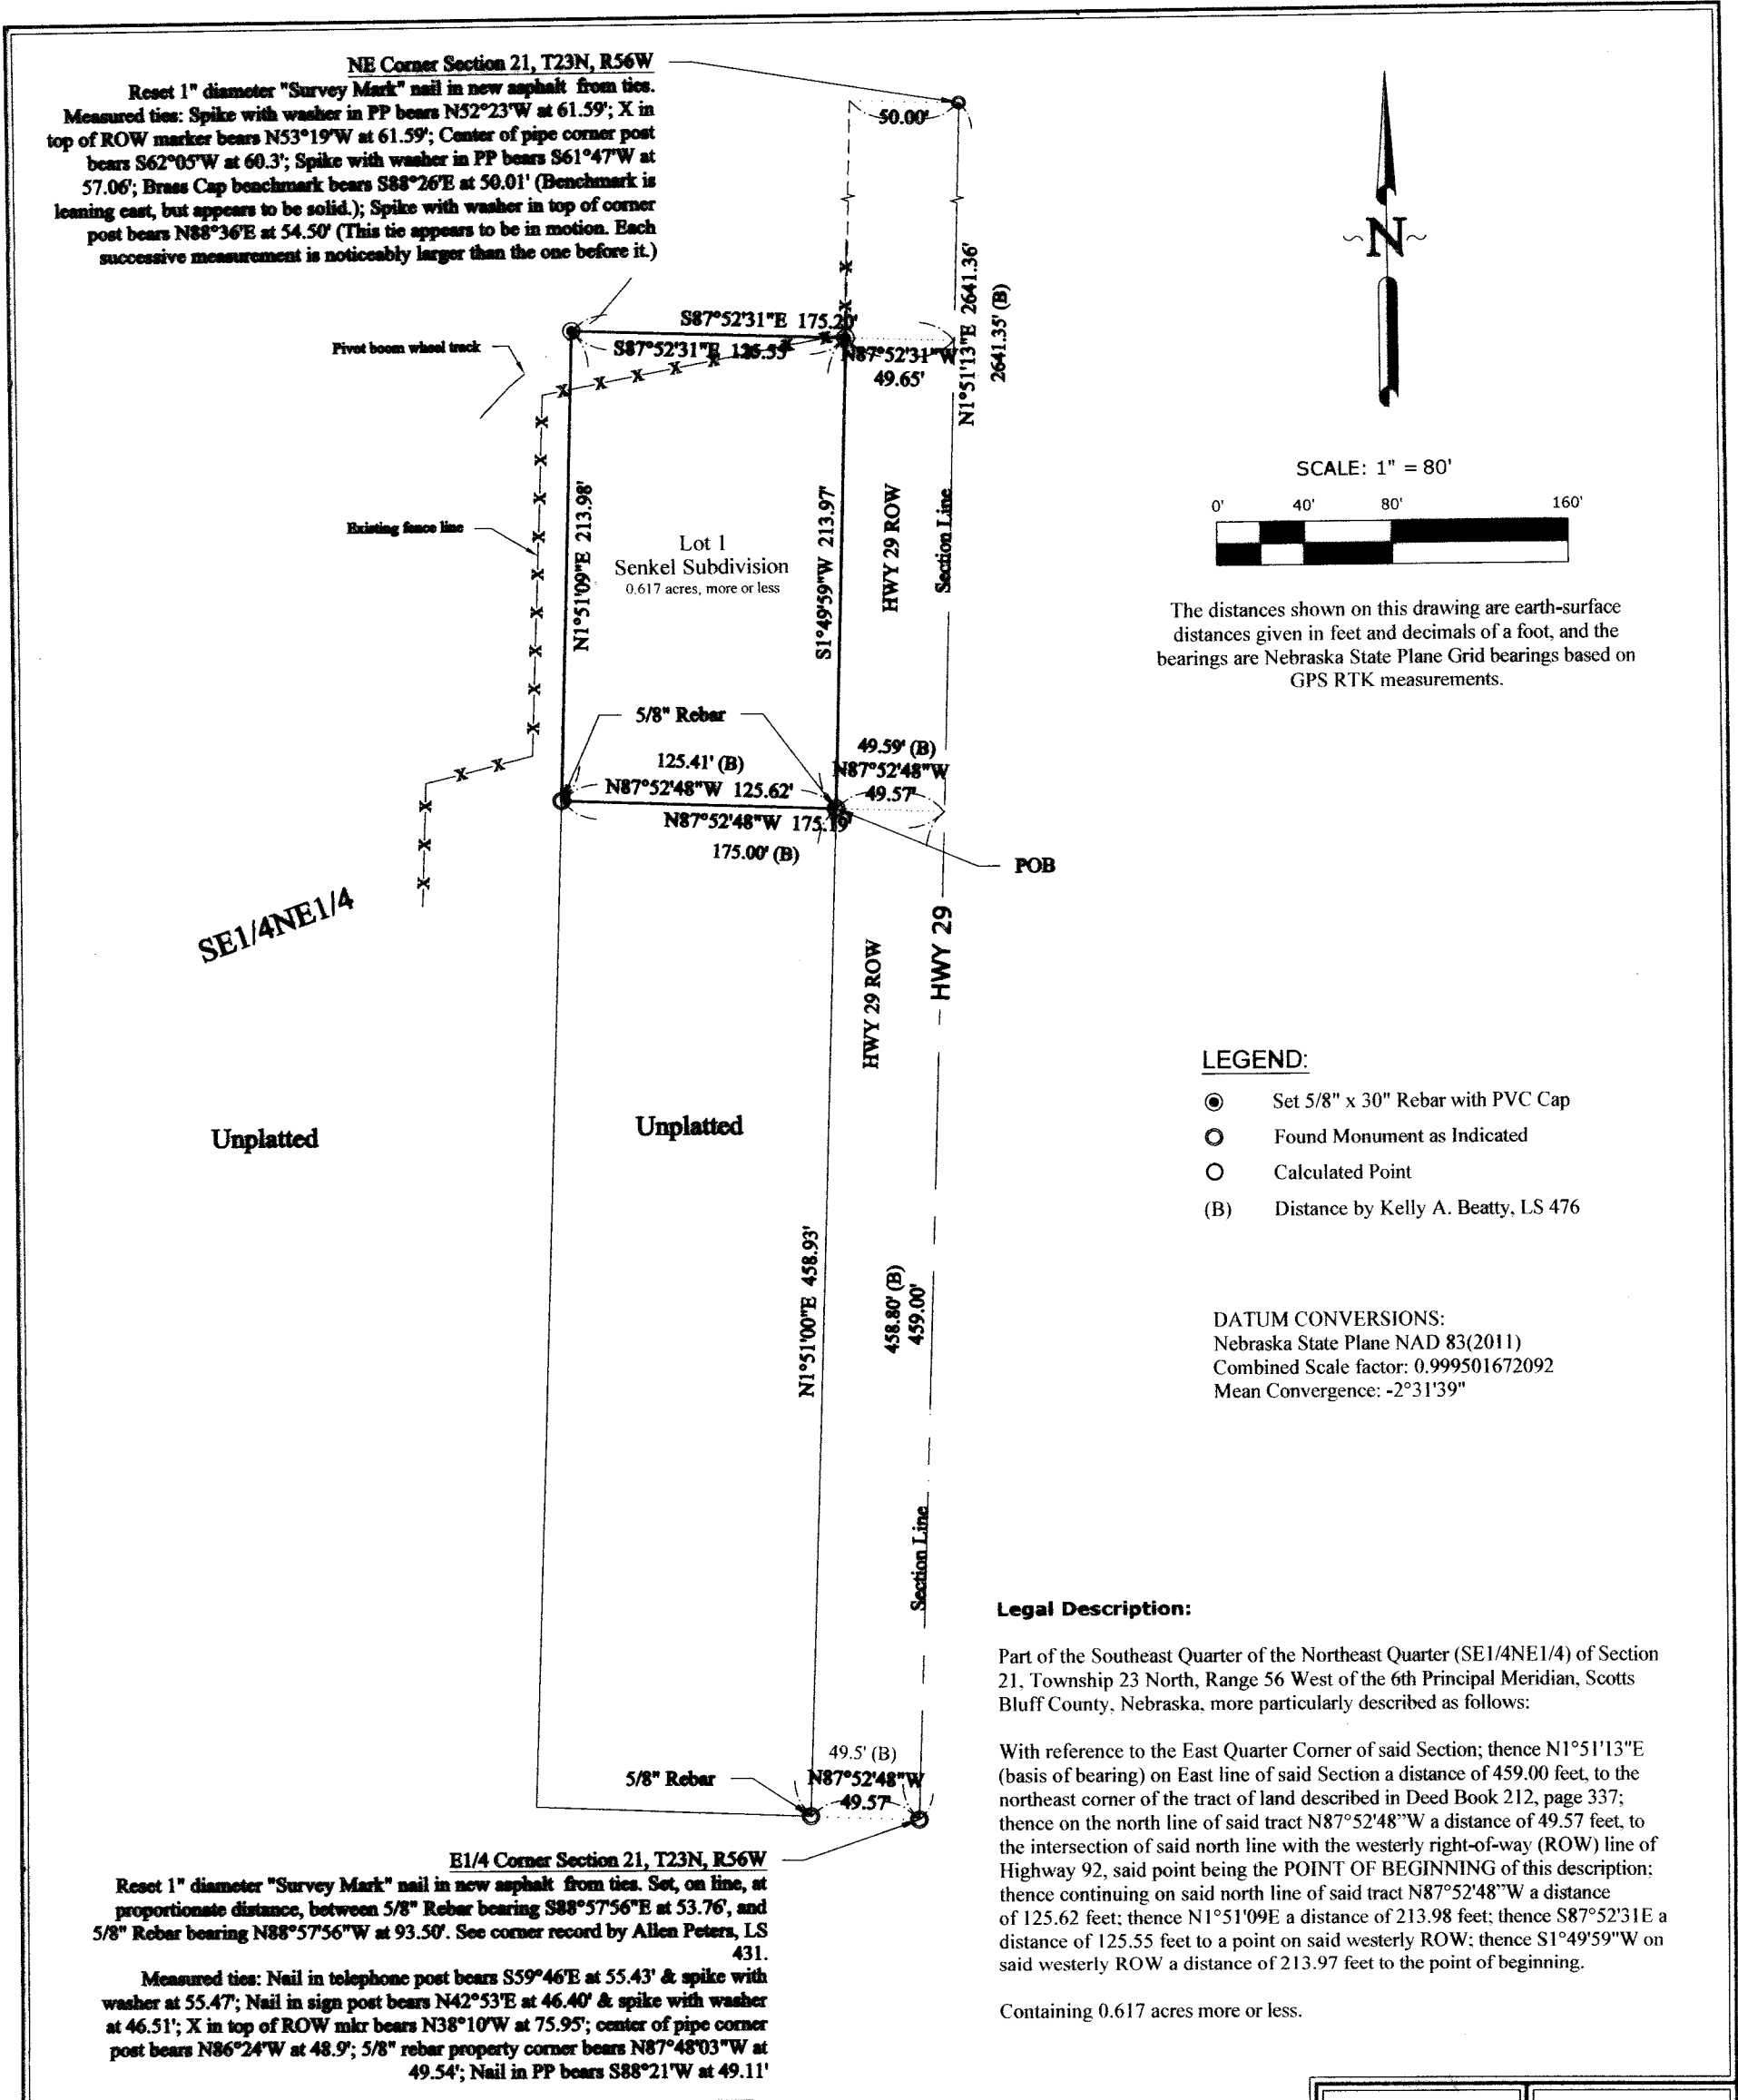 NE Corner Section 21, T23N, R56W
Reset 1" diameter "Survey Mark" nail in new asphalt from ties.
Measured ties: Spike with washer in PP bears N52°23'W at 61.59'; X in
top of ROW marker bears N53°19'W at 61.59'; Center of pipe corner post
bears S62°05'W at 60.3'; Spike with washer in PP bears S61°47'W at
57.06'; Brass Cap benchmark bears S88°26'E at 50.01' (Benchmark is
leaning east, but appears to be solid.); Spike with washer in top of corner
post bears N88°36'E at 54.50' (This tie appears to be in motion. Each
successive measurement is noticeably larger than the one before it.)
50.00'
N1°51'13"E 2641.36'
2641.35' (B)
S87°52'31"E 175.20'
S87°52'31"E 125.55'
N87°52'31"W
49.65'
Pivot boom wheel track
Existing fence line
N1°51'09"E 213.98'
Lot 1
Senkel Subdivision
0.617 acres, more or less
S1°49'59"W 213.97'
HWY 29 ROW
Section Line
5/8" Rebar
125.41' (B)
N87°52'48"W 125.62'
N87°52'48"W 175.19'
175.00' (B)
49.59' (B)
N87°52'48"W
49.57'
POB
SE1/4NE1/4
HWY 29 ROW
HWY 29
Unplatted
Unplatted
N1°51'00"E 458.93'
458.80' (B)
459.00'
Section Line
49.5' (B)
N87°52'48"W
49.57'
5/8" Rebar
E1/4 Corner Section 21, T23N, R56W
Reset 1" diameter "Survey Mark" nail in new asphalt from ties. Set, on line, at
proportionate distance, between 5/8" Rebar bearing S88°57'56"E at 53.76', and
5/8" Rebar bearing N88°57'56"W at 93.50'. See corner record by Allen Peters, LS
431.
Measured ties: Nail in telephone post bears S59°46'E at 55.43' & spike with
washer at 55.47'; Nail in sign post bears N42°53'E at 46.40' & spike with washer
at 46.51'; X in top of ROW mkr bears N38°10'W at 75.95'; center of pipe corner
post bears N86°24'W at 48.9'; 5/8" rebar property corner bears N87°48'03"W at
49.54'; Nail in PP bears S88°21'W at 49.11'
N
SCALE: 1" = 80'
0' 40' 80' 160'
The distances shown on this drawing are earth-surface
distances given in feet and decimals of a foot, and the
bearings are Nebraska State Plane Grid bearings based on
GPS RTK measurements.
LEGEND:
Set 5/8" x 30" Rebar with PVC Cap
Found Monument as Indicated
Calculated Point
(B) Distance by Kelly A. Beatty, LS 476
DATUM CONVERSIONS:
Nebraska State Plane NAD 83(2011)
Combined Scale factor: 0.999501672092
Mean Convergence: -2°31'39"
Legal Description:
Part of the Southeast Quarter of the Northeast Quarter (SE1/4NE1/4) of Section
21, Township 23 North, Range 56 West of the 6th Principal Meridian, Scotts
Bluff County, Nebraska, more particularly described as follows:
With reference to the East Quarter Corner of said Section; thence N1°51'13"E
(basis of bearing) on East line of said Section a distance of 459.00 feet, to the
northeast corner of the tract of land described in Deed Book 212, page 337;
thence on the north line of said tract N87°52'48"W a distance of 49.57 feet, to
the intersection of said north line with the westerly right-of-way (ROW) line of
Highway 92, said point being the POINT OF BEGINNING of this description;
thence continuing on said north line of said tract N87°52'48"W a distance
of 125.62 feet; thence N1°51'09E a distance of 213.98 feet; thence S87°52'31E a
distance of 125.55 feet to a point on said westerly ROW; thence S1°49'59"W on
said westerly ROW a distance of 213.97 feet to the point of beginning.
Containing 0.617 acres more or less.